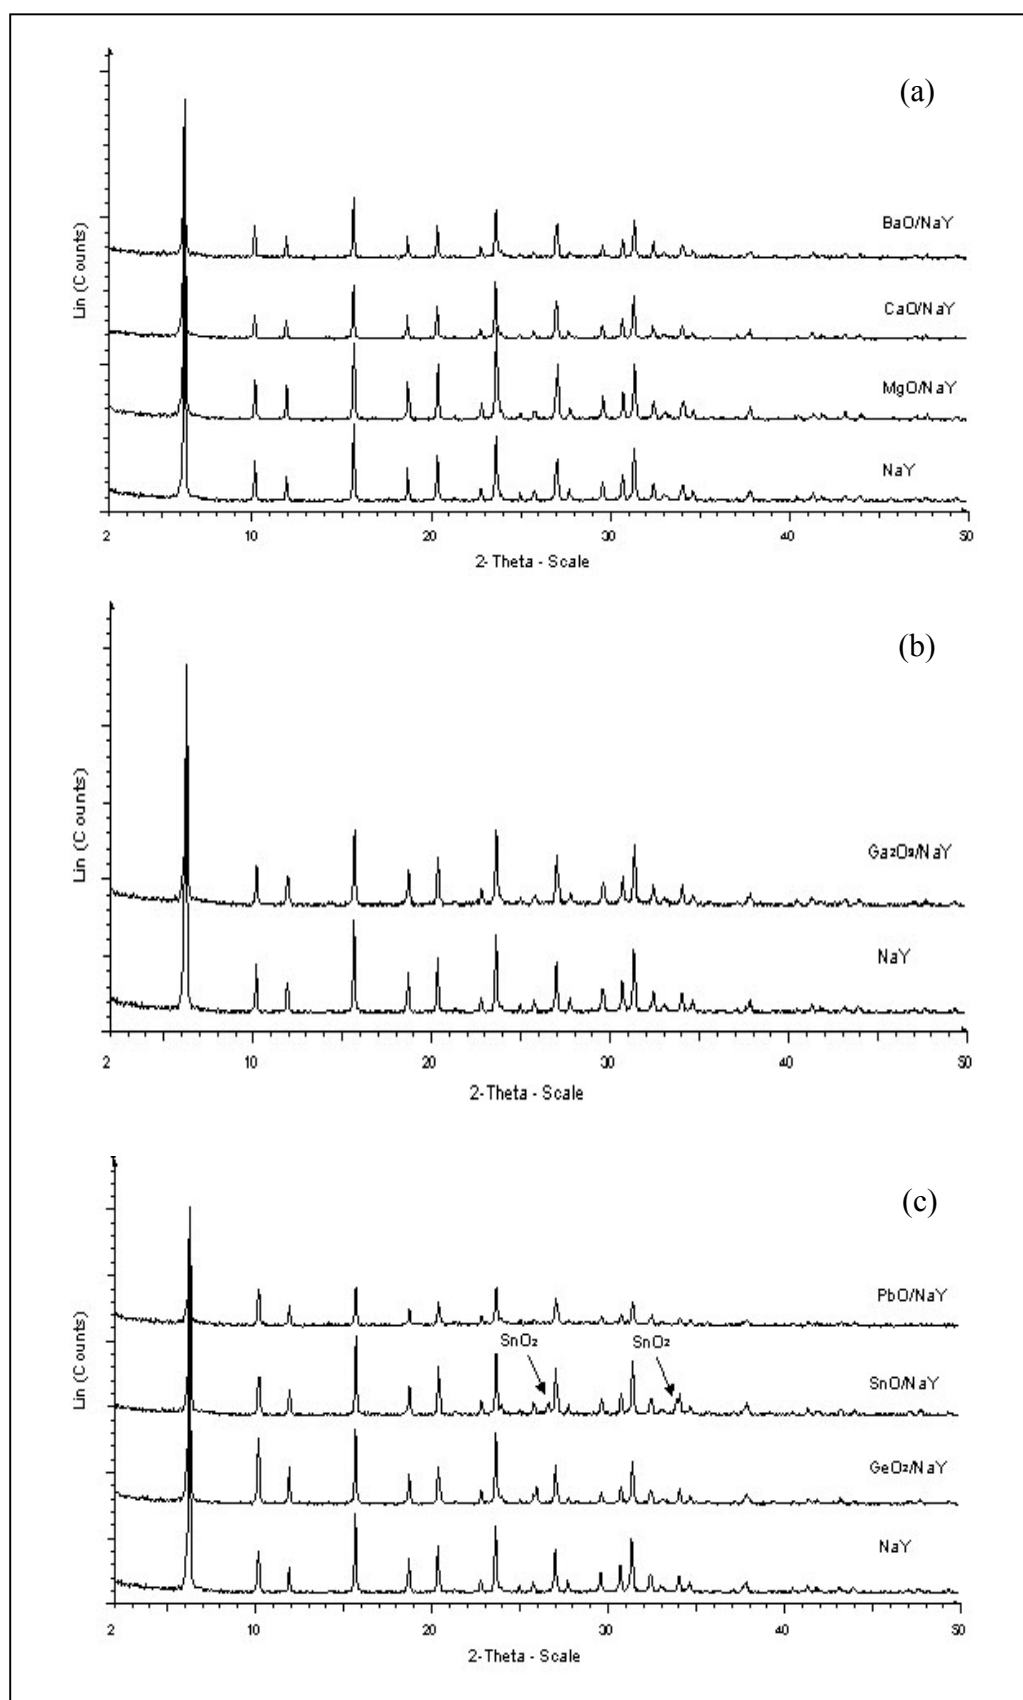 (a)
Lin (Counts)
BaO/NaY
CaO/NaY
MgO/NaY
NaY
2 10 20 30 40 50
2-Theta - Scale
(b)
Lin (Counts)
Ga₂O₃/NaY
NaY
2 10 20 30 40 50
2-Theta - Scale
(c)
Lin (Counts)
PbO/NaY
SnO₂ SnO₂
SnO/NaY
GeO₂/NaY
NaY
2 10 20 30 40 50
2-Theta - Scale